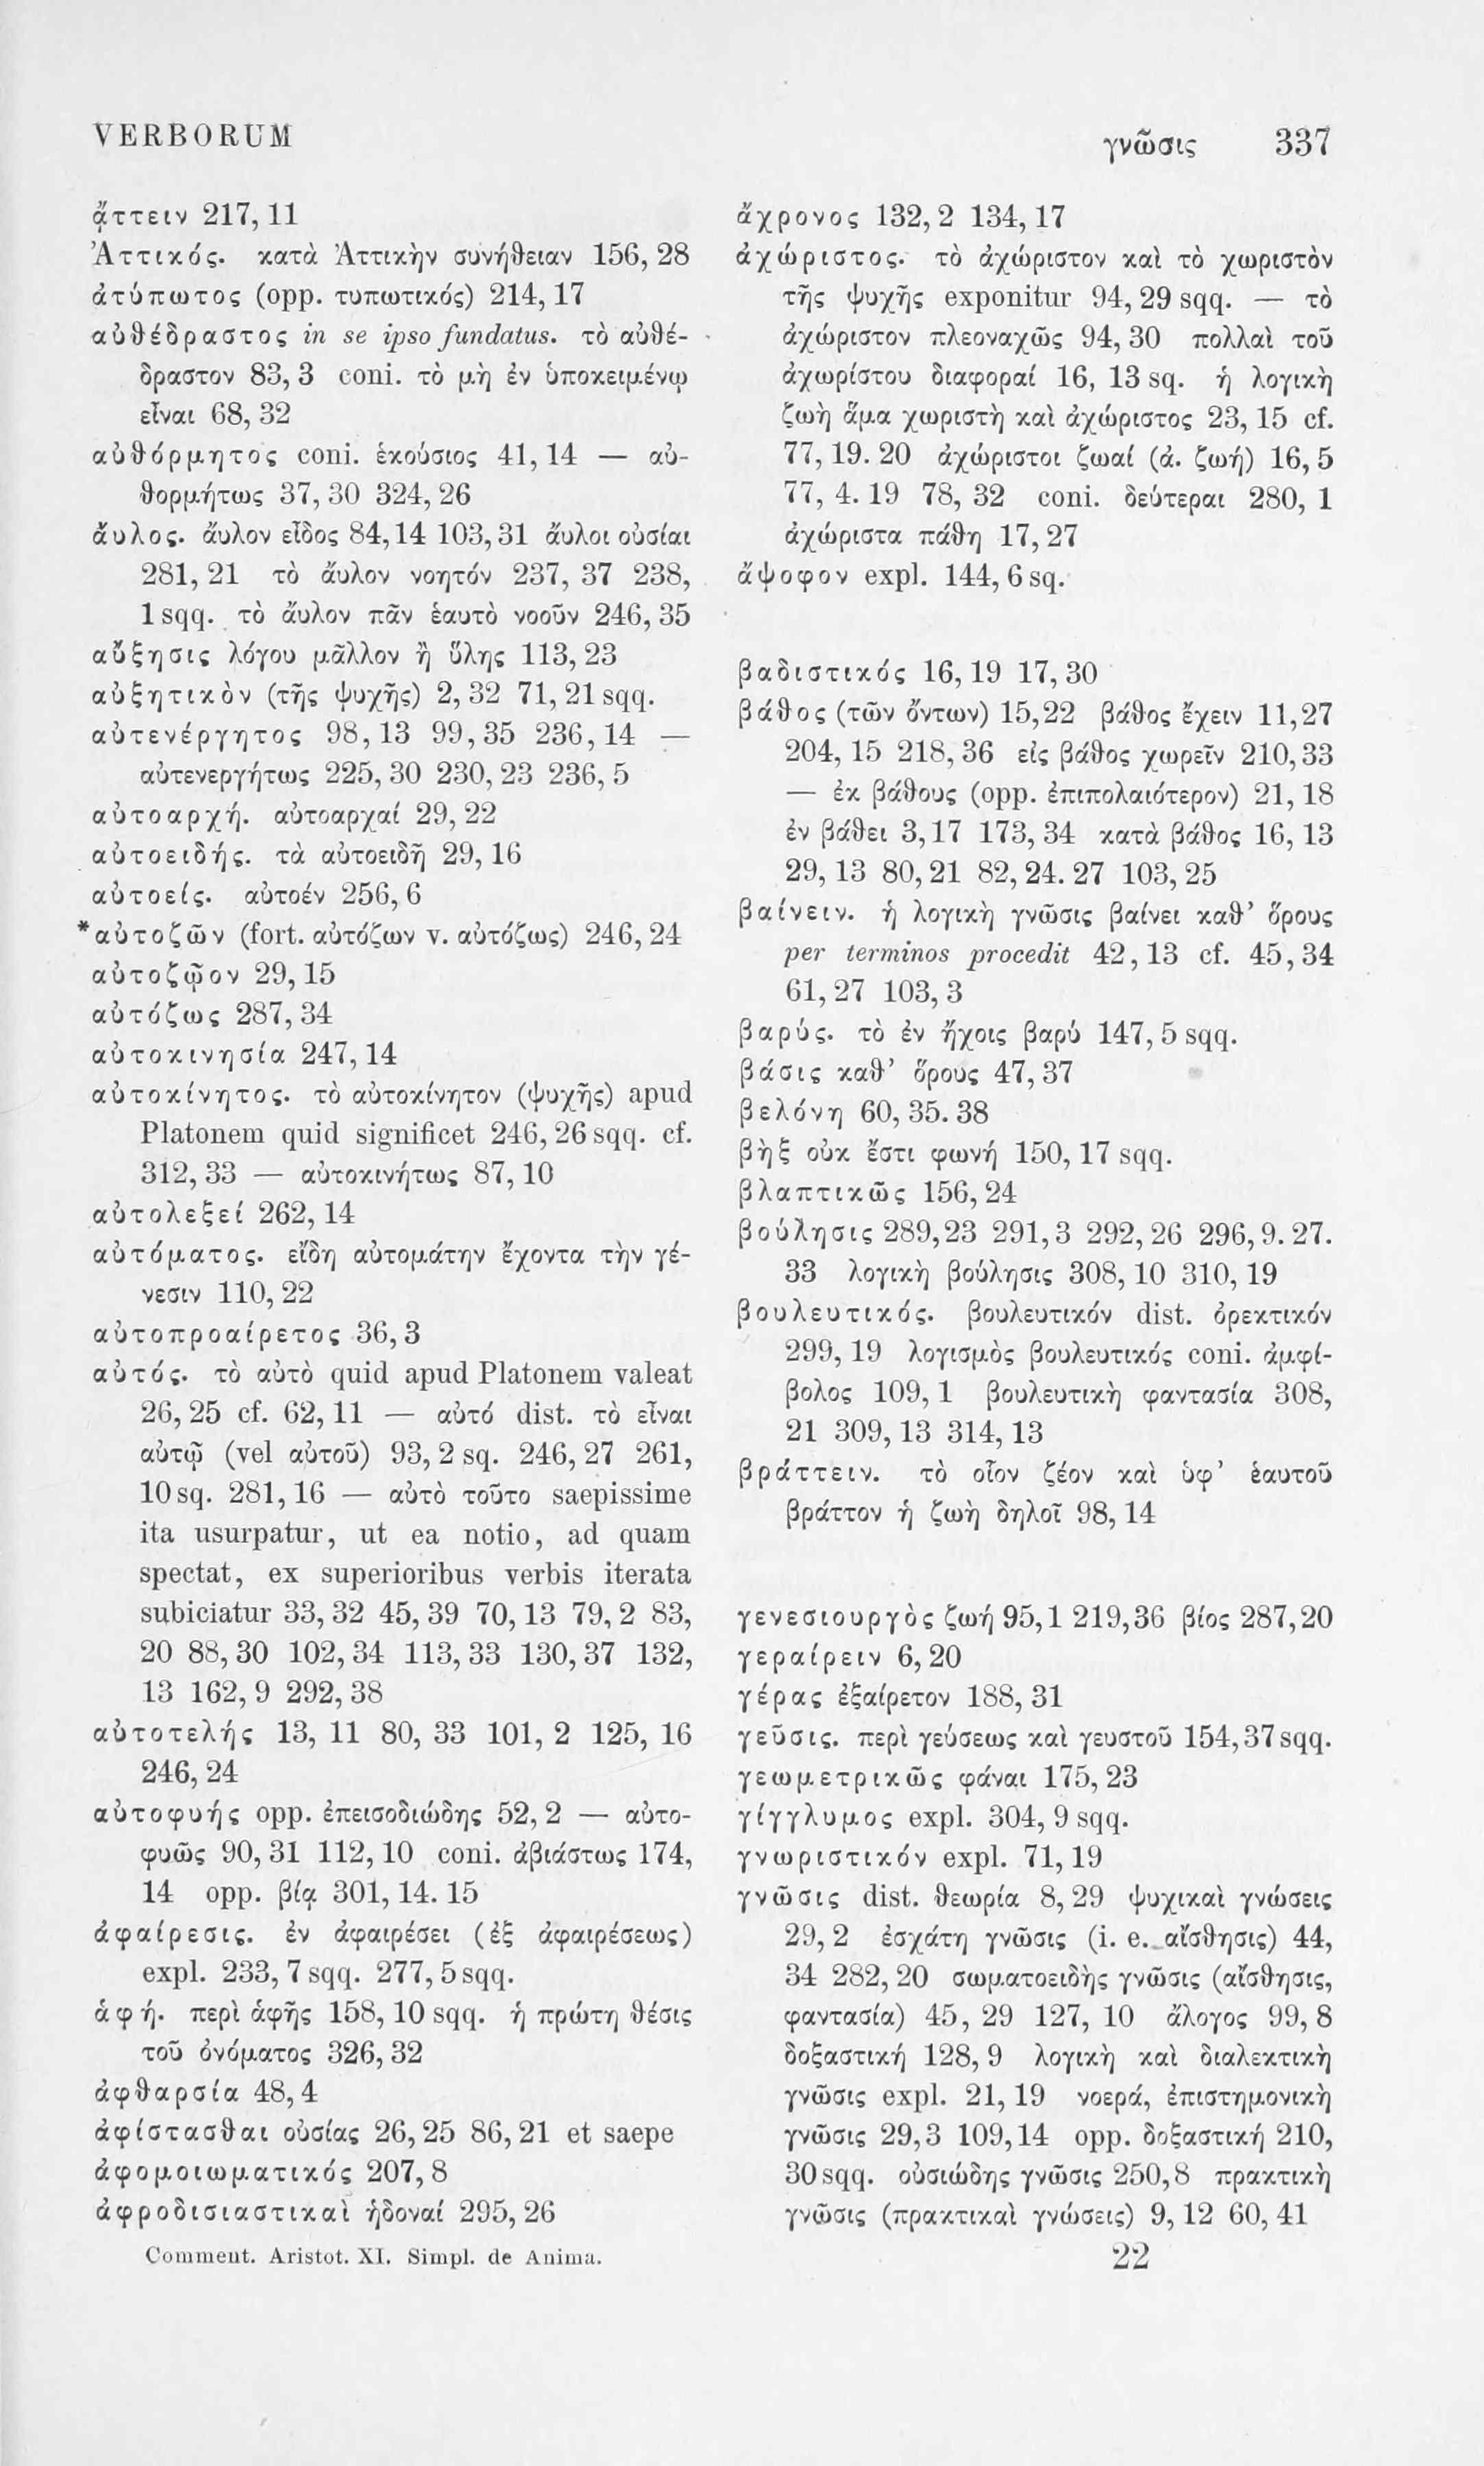 VERBORUM
γνῶσις 337
ᾄττειν 217, 11
Ἀττικός. κατὰ Ἀττικὴν συνήθειαν 156, 28
ἀτύπωτος (opp. τυπωτικός) 214, 17
αὐθέδραστος in se ipso fundatus. τὸ αὐθέ-
δραστον 83, 3 coni. τὸ μὴ ἐν ὑποκειμένῳ
εἶναι 68, 32
αὐθόρμητος coni. ἑκούσιος 41, 14 — αὐ-
θορμήτως 37, 30 324, 26
ἄυλος. ἄυλον εἶδος 84, 14 103, 31 ἄυλοι οὐσίαι
281, 21 τὸ ἄυλον νοητόν 237, 37 238,
1 sqq. τὸ ἄυλον πᾶν ἑαυτὸ νοοῦν 246, 35
αὔξησις λόγου μᾶλλον ἢ ὕλης 113, 23
αὐξητικὸν (τῆς ψυχῆς) 2, 32 71, 21 sqq.
αὐτενέργητος 98, 13 99, 35 236, 14 —
αὐτενεργήτως 225, 30 230, 23 236, 5
αὐτοαρχή. αὐτοαρχαί 29, 22
αὐτοειδής. τὰ αὐτοειδῆ 29, 16
αὐτοείς. αὐτοέν 256, 6
*αὐτοζῶν (fort. αὐτόζων v. αὐτόζως) 246, 24
αὐτοζῷον 29, 15
αὐτόζως 287, 34
αὐτοκινησία 247, 14
αὐτοκίνητος. τὸ αὐτοκίνητον (ψυχῆς) apud
Platonem quid significet 246, 26 sqq. cf.
312, 33 — αὐτοκινήτως 87, 10
αὐτολεξεί 262, 14
αὐτόματος. εἴδη αὐτομάτην ἔχοντα τὴν γέ-
νεσιν 110, 22
αὐτοπροαίρετος 36, 3
αὐτός. τὸ αὐτὸ quid apud Platonem valeat
26, 25 cf. 62, 11 — αὐτό dist. τὸ εἶναι
αὐτῷ (vel αὐτοῦ) 93, 2 sq. 246, 27 261,
10 sq. 281, 16 — αὐτὸ τοῦτο saepissime
ita usurpatur, ut ea notio, ad quam
spectat, ex superioribus verbis iterata
subiciatur 33, 32 45, 39 70, 13 79, 2 83,
20 88, 30 102, 34 113, 33 130, 37 132,
13 162, 9 292, 38
αὐτοτελής 13, 11 80, 33 101, 2 125, 16
246, 24
αὐτοφυής opp. ἐπεισοδιώδης 52, 2 — αὐτο-
φυῶς 90, 31 112, 10 coni. ἀβιάστως 174,
14 opp. βίᾳ 301, 14. 15
ἀφαίρεσις. ἐν ἀφαιρέσει (ἐξ ἀφαιρέσεως)
expl. 233, 7 sqq. 277, 5 sqq.
ἁφή. περὶ ἁφῆς 158, 10 sqq. ἡ πρώτη θέσις
τοῦ ὀνόματος 326, 32
ἀφθαρσία 48, 4
ἀφίστασθαι οὐσίας 26, 25 86, 21 et saepe
ἀφομοιωματικός 207, 8
ἀφροδισιαστικαὶ ἡδοναί 295, 26
Comment. Aristot. XI. Simpl. de Anima.
ἄχρονος 132, 2 134, 17
ἀχώριστος. τὸ ἀχώριστον καὶ τὸ χωριστὸν
τῆς ψυχῆς exponitur 94, 29 sqq. — τὸ
ἀχώριστον πλεοναχῶς 94, 30 πολλαὶ τοῦ
ἀχωρίστου διαφοραί 16, 13 sq. ἡ λογικὴ
ζωὴ ἅμα χωριστὴ καὶ ἀχώριστος 23, 15 cf.
77, 19. 20 ἀχώριστοι ζωαί (ἀ. ζωή) 16, 5
77, 4. 19 78, 32 coni. δεύτεραι 280, 1
ἀχώριστα πάθη 17, 27
ἄψοφον expl. 144, 6 sq.
βαδιστικός 16, 19 17, 30
βάθος (τῶν ὄντων) 15, 22 βάθος ἔχειν 11, 27
204, 15 218, 36 εἰς βάθος χωρεῖν 210, 33
— ἐκ βάθους (opp. ἐπιπολαιότερον) 21, 18
ἐν βάθει 3, 17 173, 34 κατὰ βάθος 16, 13
29, 13 80, 21 82, 24. 27 103, 25
βαίνειν. ἡ λογικὴ γνῶσις βαίνει καθ’ ὅρους
per terminos procedit 42, 13 cf. 45, 34
61, 27 103, 3
βαρύς. τὸ ἐν ἤχοις βαρύ 147, 5 sqq.
βάσις καθ’ ὅρους 47, 37
βελόνη 60, 35. 38
βὴξ οὐκ ἔστι φωνή 150, 17 sqq.
βλαπτικῶς 156, 24
βούλησις 289, 23 291, 3 292, 26 296, 9. 27.
33 λογικὴ βούλησις 308, 10 310, 19
βουλευτικός. βουλευτικόν dist. ὀρεκτικόν
299, 19 λογισμὸς βουλευτικός coni. ἀμφί-
βολος 109, 1 βουλευτικὴ φαντασία 308,
21 309, 13 314, 13
βράττειν. τὸ οἷον ζέον καὶ ὑφ’ ἑαυτοῦ
βράττον ἡ ζωὴ δηλοῖ 98, 14
γενεσιουργὸς ζωή 95, 1 219, 36 βίος 287, 20
γεραίρειν 6, 20
γέρας ἐξαίρετον 188, 31
γεῦσις. περὶ γεύσεως καὶ γευστοῦ 154, 37 sqq.
γεωμετρικῶς φάναι 175, 23
γίγγλυμος expl. 304, 9 sqq.
γνωριστικόν expl. 71, 19
γνῶσις dist. θεωρία 8, 29 ψυχικαὶ γνώσεις
29, 2 ἐσχάτη γνῶσις (i. e. αἴσθησις) 44,
34 282, 20 σωματοειδὴς γνῶσις (αἴσθησις,
φαντασία) 45, 29 127, 10 ἄλογος 99, 8
δοξαστική 128, 9 λογικὴ καὶ διαλεκτικὴ
γνῶσις expl. 21, 19 νοερά, ἐπιστημονικὴ
γνῶσις 29, 3 109, 14 opp. δοξαστική 210,
30 sqq. οὐσιώδης γνῶσις 250, 8 πρακτικὴ
γνῶσις (πρακτικαὶ γνώσεις) 9, 12 60, 41
22